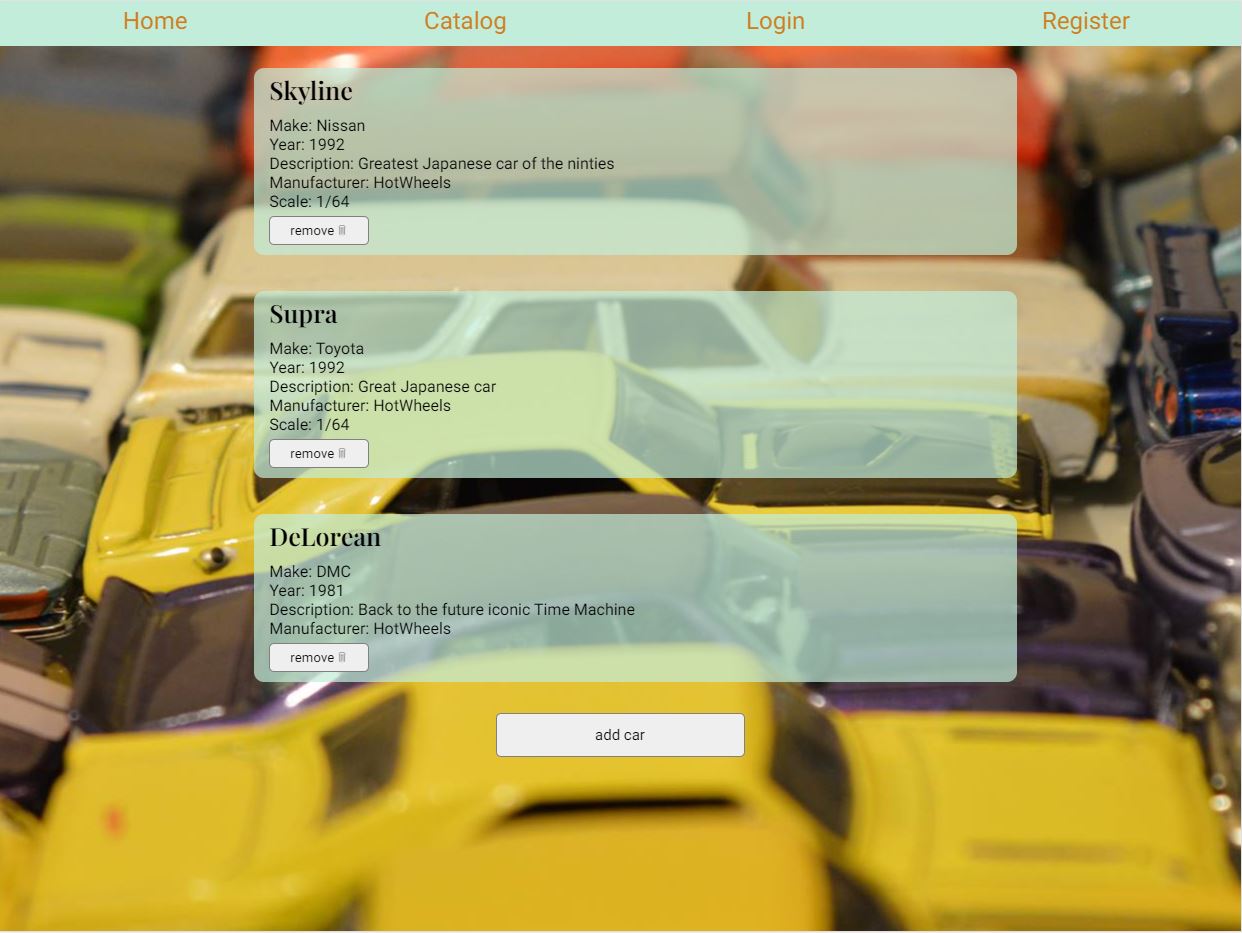 Home Catalog Login Register
Skyline
Make: Nissan
Year: 1992
Description: Greatest Japanese car of the ninties
Manufacturer: HotWheels
Scale: 1/64
remove
Supra
Make: Toyota
Year: 1992
Description: Great Japanese car
Manufacturer: HotWheels
Scale: 1/64
remove
DeLorean
Make: DMC
Year: 1981
Description: Back to the future iconic Time Machine
Manufacturer: HotWheels
remove
add car